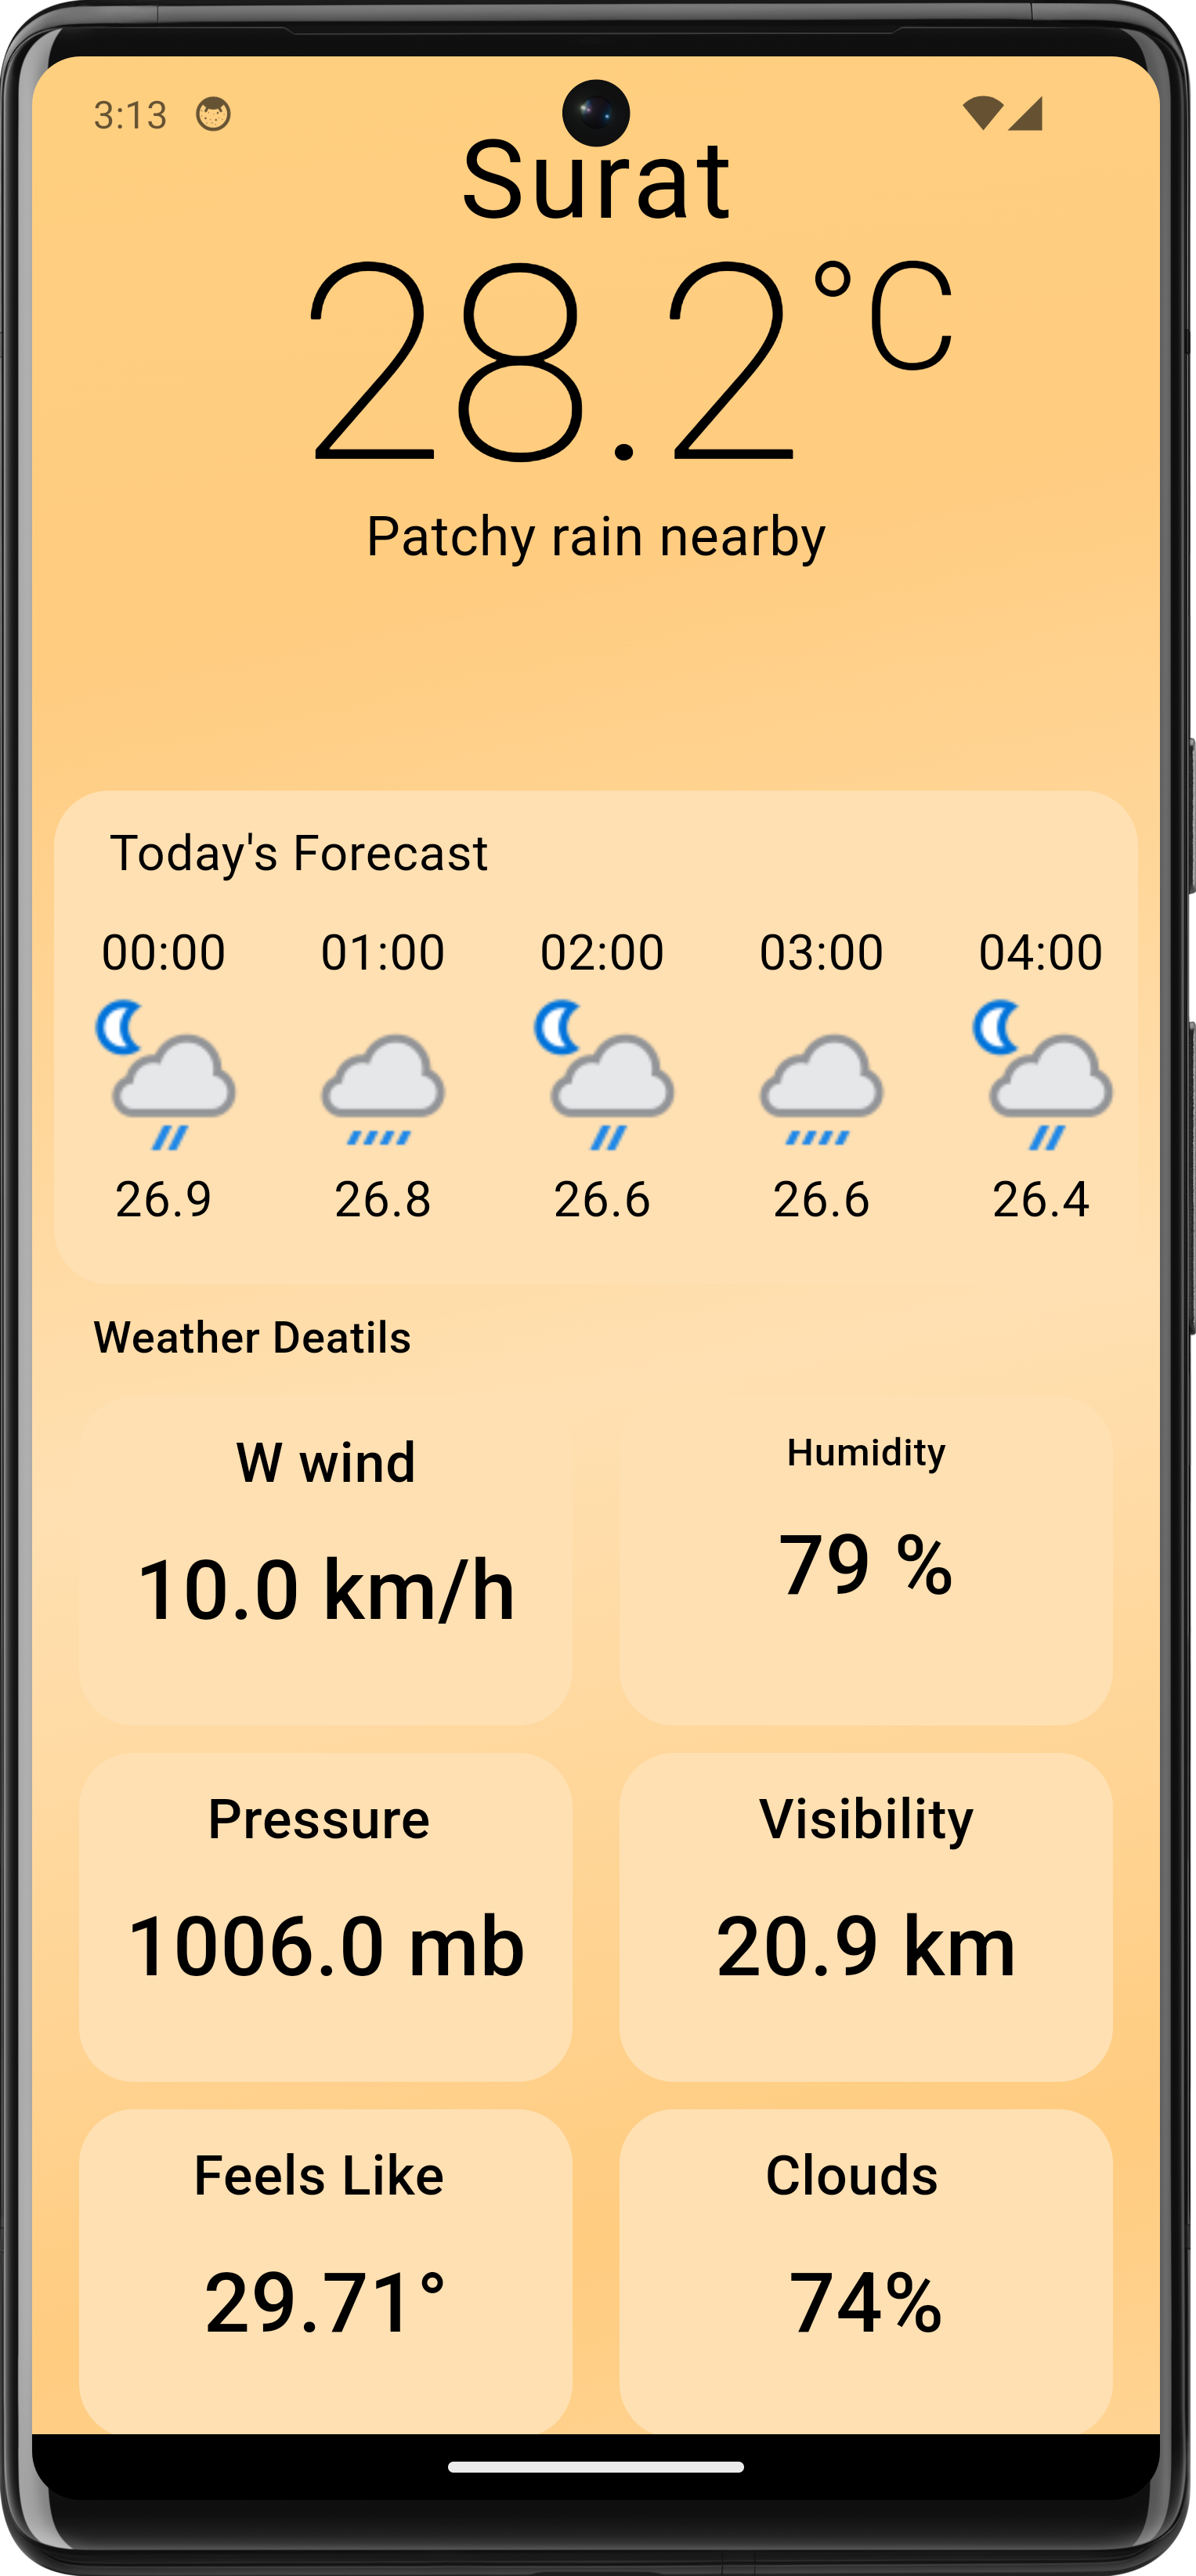 3:13
Surat
28.2°C
Patchy rain nearby
Today's Forecast
00:00 01:00 02:00 03:00 04:00
26.9 26.8 26.6 26.6 26.4
Weather Deatils
W wind Humidity
10.0 km/h 79 %
Pressure Visibility
1006.0 mb 20.9 km
Feels Like Clouds
29.71° 74%